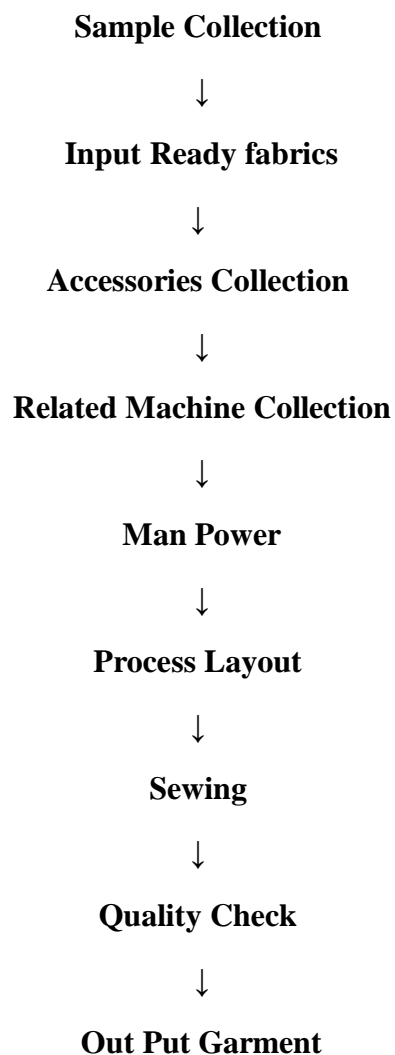 Sample Collection
↓
Input Ready fabrics
↓
Accessories Collection
↓
Related Machine Collection
↓
Man Power
↓
Process Layout
↓
Sewing
↓
Quality Check
↓
Out Put Garment